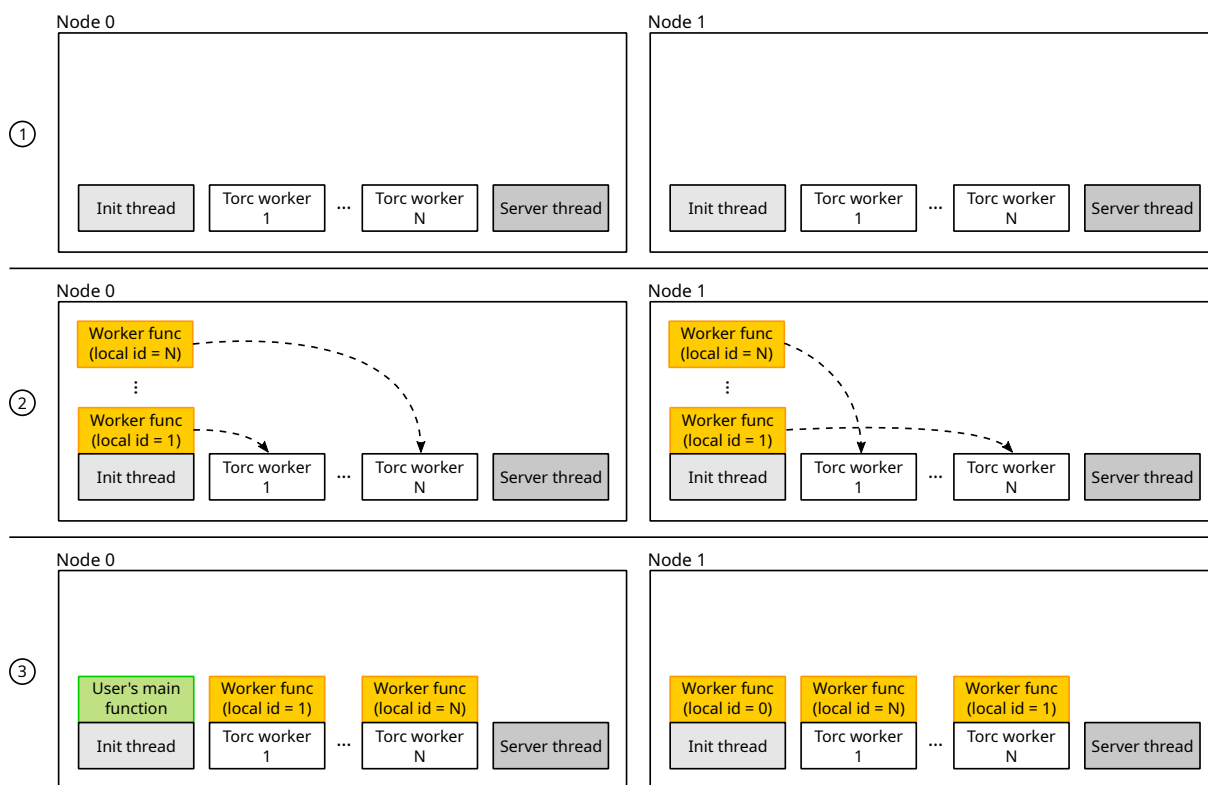 Node 0
Node 1
1
Init thread
Torc worker
1
...
Torc worker
N
Server thread
Init thread
Torc worker
1
...
Torc worker
N
Server thread
Node 0
Node 1
2
Worker func
(local id = N)
...
Worker func
(local id = 1)
Init thread
Torc worker
1
...
Torc worker
N
Server thread
Worker func
(local id = N)
...
Worker func
(local id = 1)
Init thread
Torc worker
1
...
Torc worker
N
Server thread
Node 0
Node 1
3
User's main
function
Worker func
(local id = 1)
Worker func
(local id = N)
Init thread
Torc worker
1
...
Torc worker
N
Server thread
Worker func
(local id = 0)
Worker func
(local id = N)
Worker func
(local id = 1)
Init thread
Torc worker
1
...
Torc worker
N
Server thread